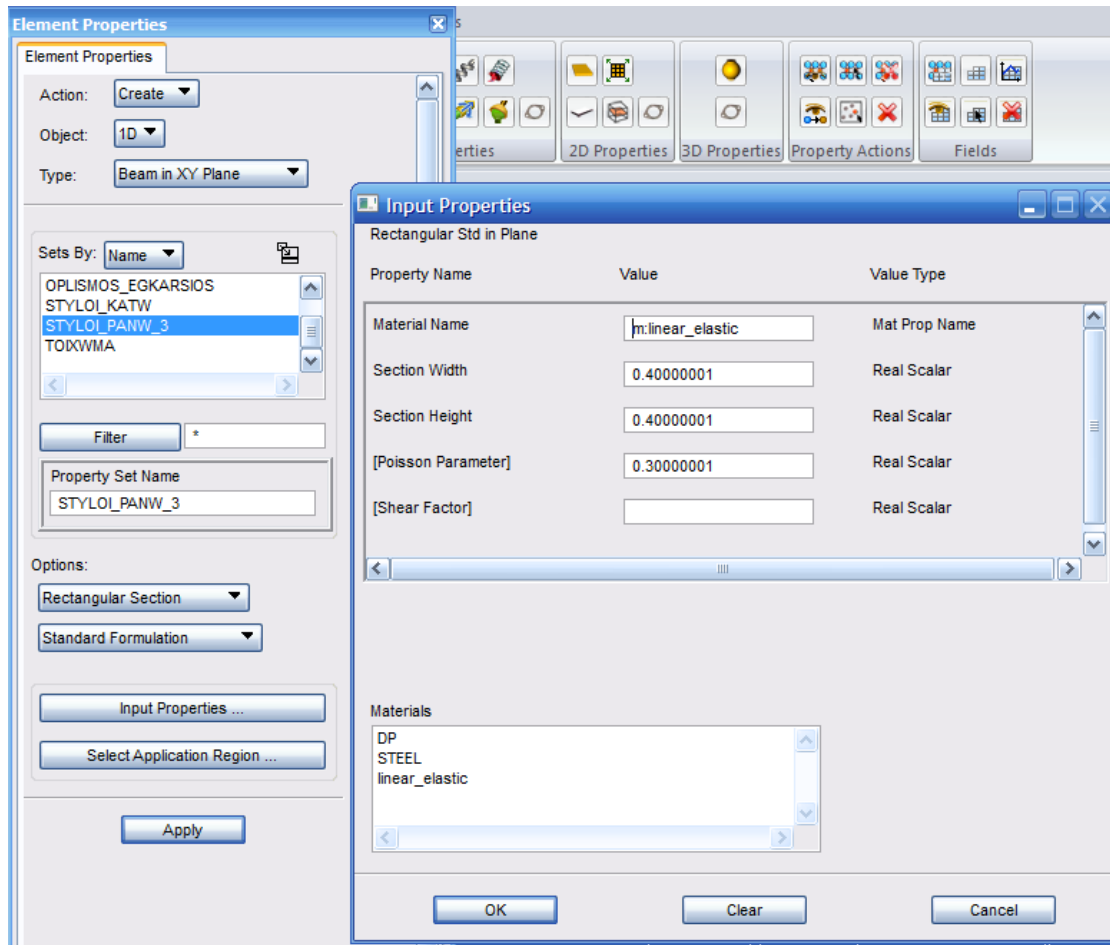 Element Properties
s
Element Properties
Action: Create
Object: 1D
Type: Beam in XY Plane
erties
2D Properties
3D Properties
Property Actions
Fields
Sets By: Name
OPLISMOS_EGKARSIOS
STYLOI_KATW
STYLOI_PANW_3
TOIXWMA
Filter *
Property Set Name
STYLOI_PANW_3
Options:
Rectangular Section
Standard Formulation
Input Properties ...
Select Application Region ...
Apply
Input Properties
Rectangular Std in Plane
Property Name Value Value Type
Material Name m:linear_elastic Mat Prop Name
Section Width 0.40000001 Real Scalar
Section Height 0.40000001 Real Scalar
[Poisson Parameter] 0.30000001 Real Scalar
[Shear Factor] Real Scalar
Materials
DP
STEEL
linear_elastic
OK Clear Cancel